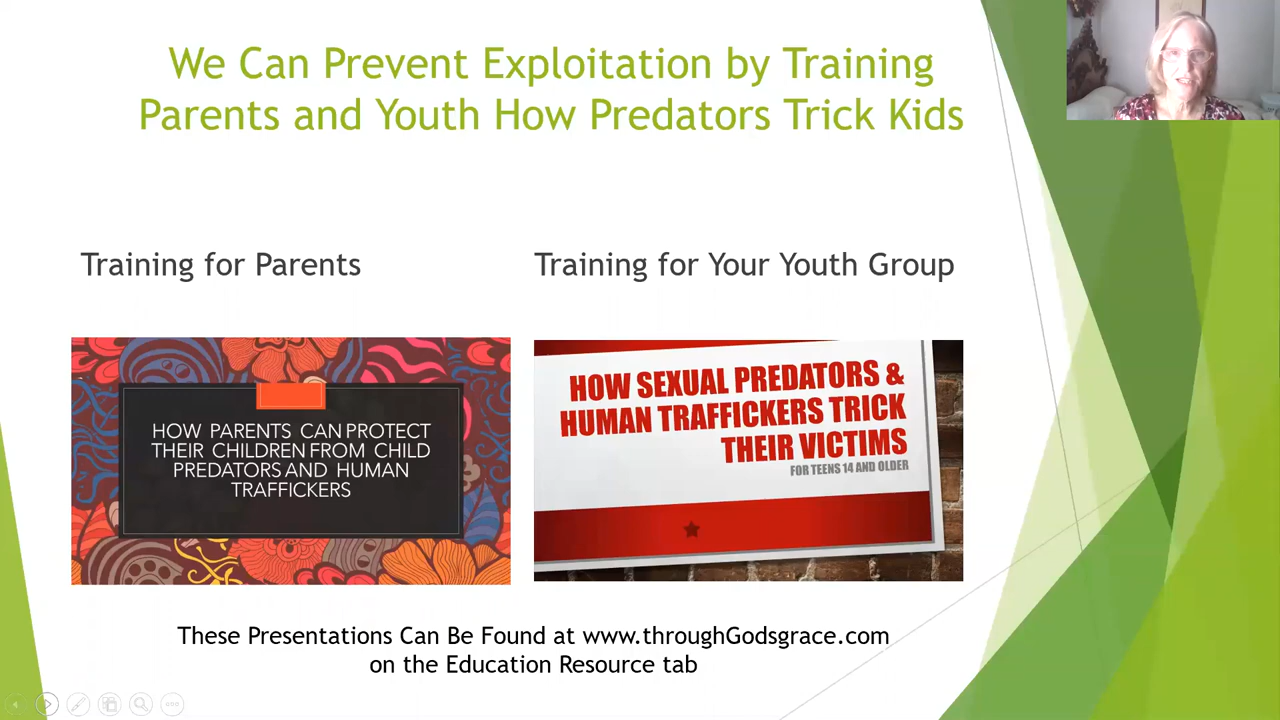 We Can Prevent Exploitation by Training
Parents and Youth How Predators Trick Kids
Training for Parents
Training for Your Youth Group
HOW PARENTS CAN PROTECT
THEIR CHILDREN FROM CHILD
PREDATORS AND HUMAN
TRAFFICKERS
HOW SEXUAL PREDATORS &
HUMAN TRAFFICKERS TRICK
THEIR VICTIMS
FOR TEENS 14 AND OLDER
These Presentations Can Be Found at www.throughGodsgrace.com
on the Education Resource tab